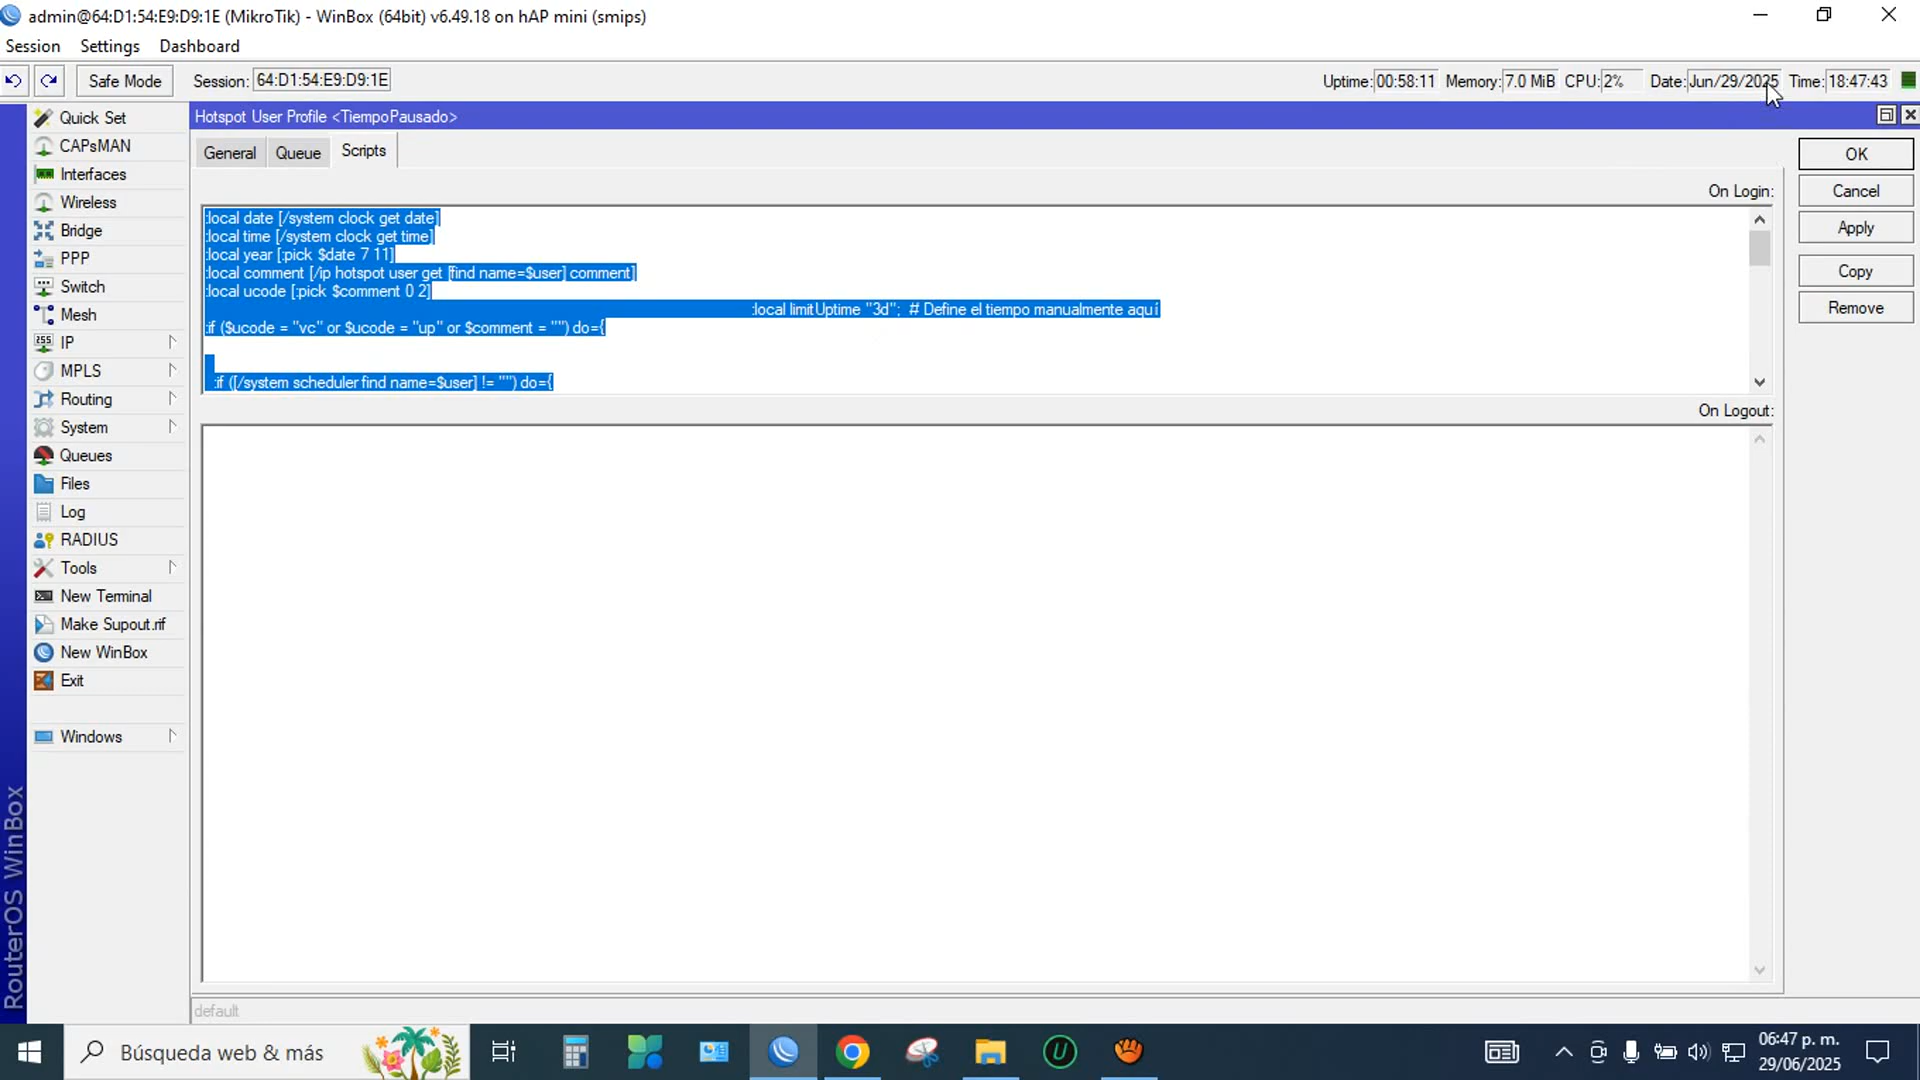 admin@64:D1:54:E9:D9:1E (MikroTik) - WinBox (64bit) v6.49.18 on hAP mini (smips)
Session Settings Dashboard
Safe Mode Session: 64:D1:54:E9:D9:1E Uptime: 00:58:11 Memory: 7.0 MiB CPU: 2% Date: Jun/29/2025 Time: 18:47:43
Quick Set
CAPsMAN
Interfaces
Wireless
Bridge
PPP
Switch
Mesh
IP
MPLS
Routing
System
Queues
Files
Log
RADIUS
Tools
New Terminal
Make Supout.rif
New WinBox
Exit
Windows
RouterOS WinBox
Hotspot User Profile <TiempoPausado>
General Queue Scripts
On Login:
:local date [/system clock get date]
:local time [/system clock get time]
:local year [:pick $date 7 11]
:local comment [/ip hotspot user get [find name=$user] comment]
:local ucode [:pick $comment 0 2]
:local limitUptime "3d"; # Define el tiempo manualmente aquí
:if ($ucode = "vc" or $ucode = "up" or $comment = "") do={
:if ([/system scheduler find name=$user] != "") do={
On Logout:
OK
Cancel
Apply
Copy
Remove
default
Búsqueda web & más
06:47 p. m.
29/06/2025